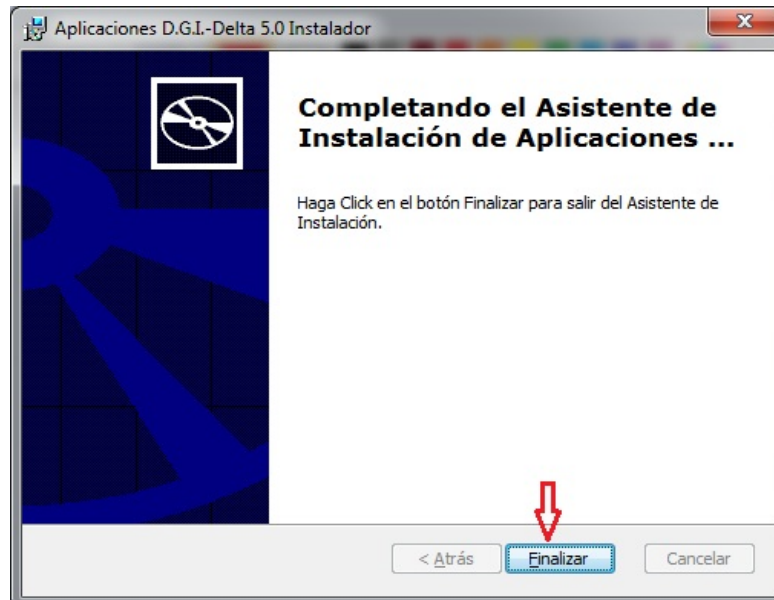 Aplicaciones D.G.I.-Delta 5.0 Instalador
Completando el Asistente de
Instalación de Aplicaciones ...
Haga Click en el botón Finalizar para salir del Asistente de
Instalación.
< Atrás Finalizar Cancelar